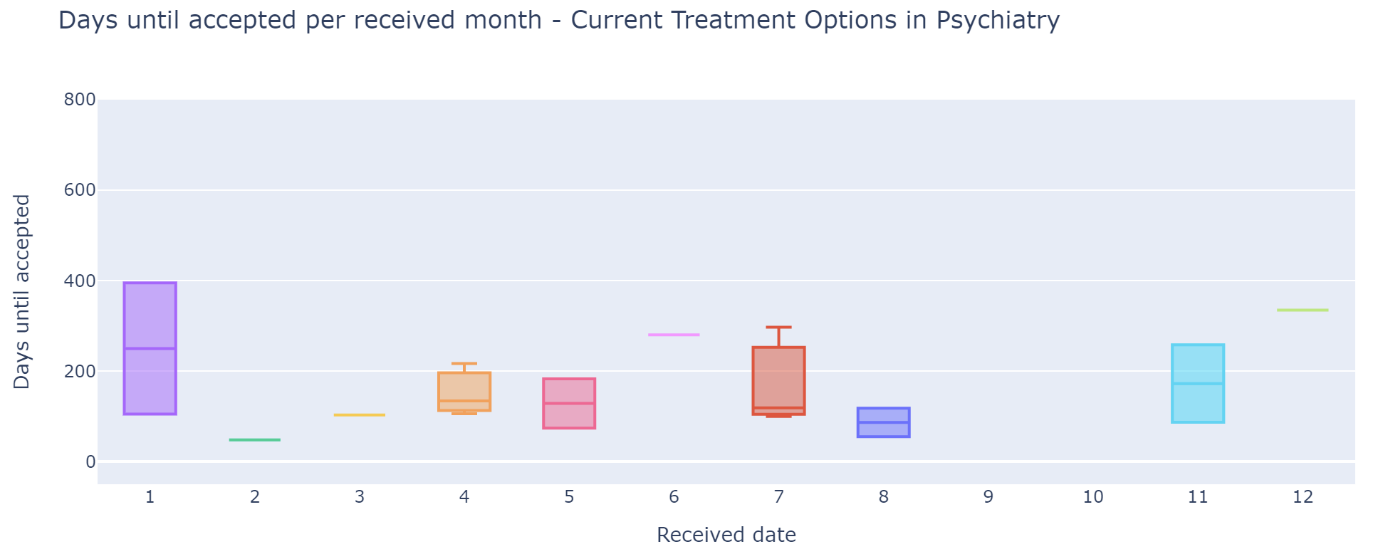 Days until accepted per received month - Current Treatment Options in Psychiatry
Days until accepted
800
600
400
200
0
1 2 3 4 5 6 7 8 9 10 11 12
Received date